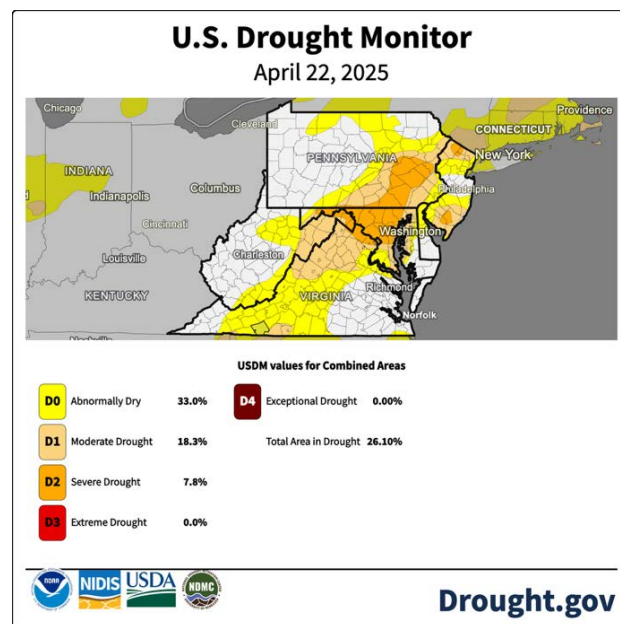 U.S. Drought Monitor
April 22, 2025
Chicago
Cleveland
Providence
CONNECTICUT
New York
PENNSYLVANIA
INDIANA
Columbus
Philadelphia
Indianapolis
Cincinnati
Washington
Charleston
Louisville
Richmond
KENTUCKY
VIRGINIA
Norfolk
USDM values for Combined Areas
D0 Abnormally Dry 33.0% D4 Exceptional Drought 0.00%
D1 Moderate Drought 18.3% Total Area in Drought 26.10%
D2 Severe Drought 7.8%
D3 Extreme Drought 0.0%
NOAA NIDIS USDA NDMC
Drought.gov